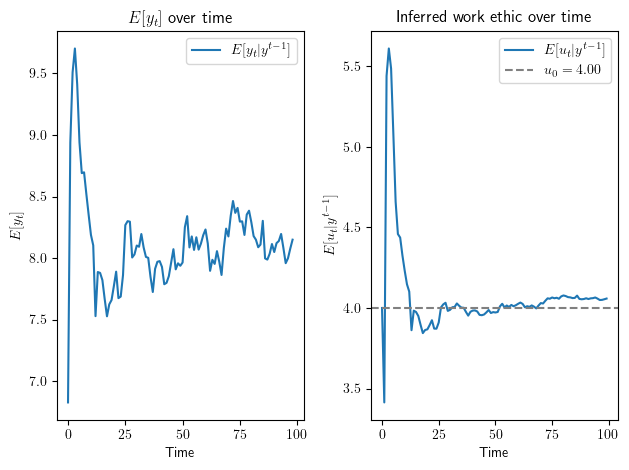 E[y_t] over time
E[y_t|y^{t−1}]
9.5
9.0
8.5
8.0
7.5
7.0
E[y_t]
0
25
50
75
100
Time
Inferred work ethic over time
E[u_t|y^{t−1}]
u_0 = 4.00
5.5
5.0
4.5
4.0
3.5
E[u_t|y^{t−1}]
0
25
50
75
100
Time